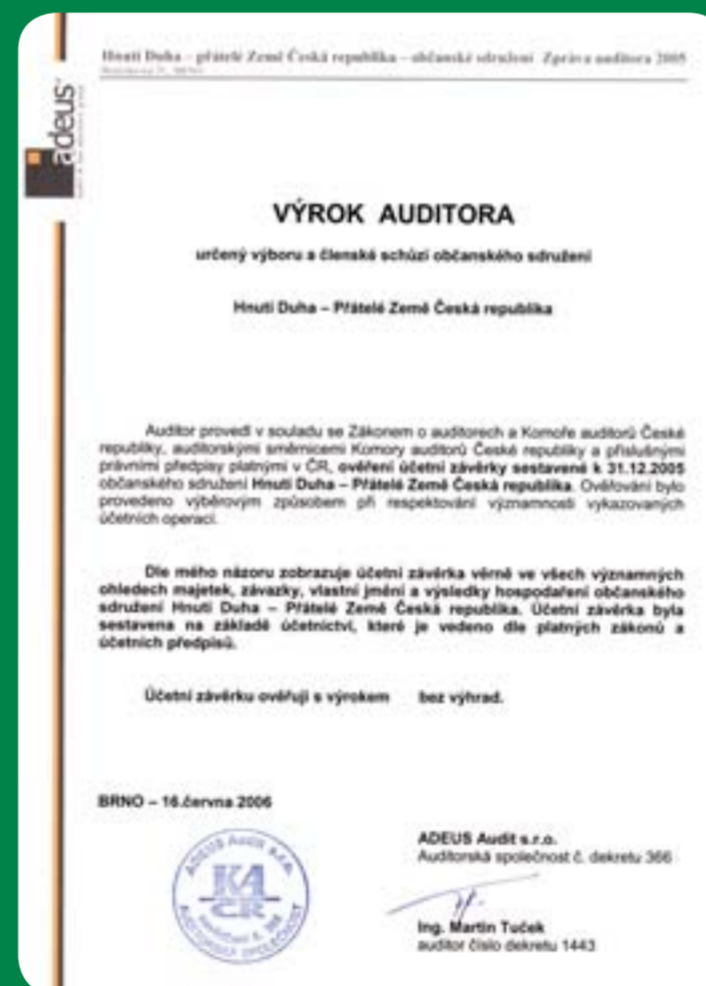 Hnutí Duha – přátelé Země Česká republika – občanské sdružení Zpráva auditora 2005
adeus
VÝROK AUDITORA
určený výboru a členské schůzi občanského sdružení
Hnutí Duha – Přátelé Země Česká republika
Auditor provedl v souladu se Zákonem o auditorech a Komoře auditorů České
republiky, auditorskými směrnicemi Komory auditorů České republiky a příslušnými
právními předpisy platnými v ČR, ověření účetní závěrky sestavené k 31.12.2005
občanského sdružení Hnutí Duha – Přátelé Země Česká republika. Ověřování bylo
provedeno výběrovým způsobem při respektování významnosti vykazovaných
účetních operací.
Dle mého názoru zobrazuje účetní závěrka věrně ve všech významných
ohledech majetek, závazky, vlastní jmění a výsledky hospodaření občanského
sdružení Hnutí Duha – Přátelé Země Česká republika. Účetní závěrka byla
sestavena na základě účetnictví, které je vedeno dle platných zákonů a
účetních předpisů.
Účetní závěrku ověřuji s výrokem bez výhrad.
BRNO – 16.června 2006
ADEUS Audit s.r.o.
Auditorská společnost č. dekretu 366
ADEUS Audit s.r.o.
KA
ČR
AUDITORSKÁ SPOLEČNOST
Ing. Martin Tuček
auditor číslo dekretu 1443